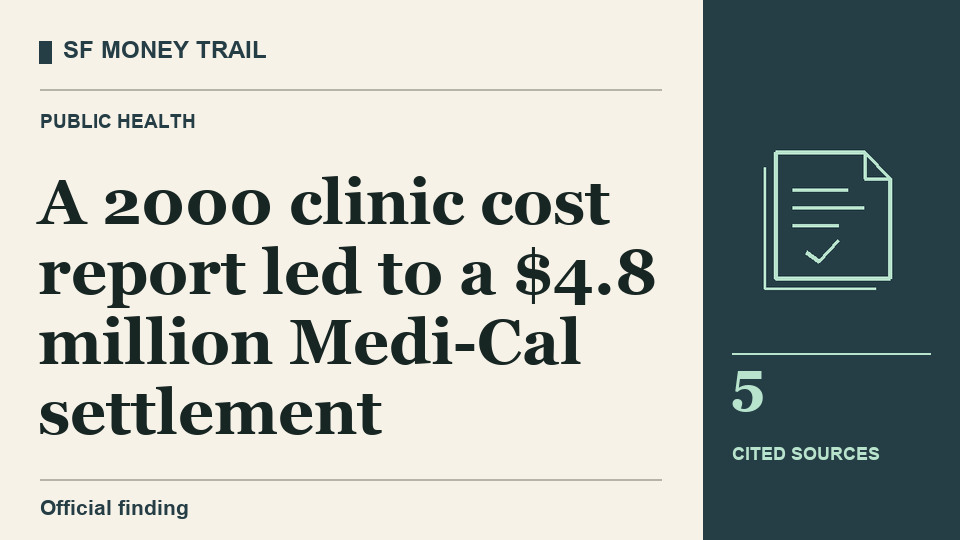 SF MONEY TRAIL
PUBLIC HEALTH
A 2000 clinic cost
report led to a $4.8
million Medi-Cal
settlement
Official finding
5
CITED SOURCES